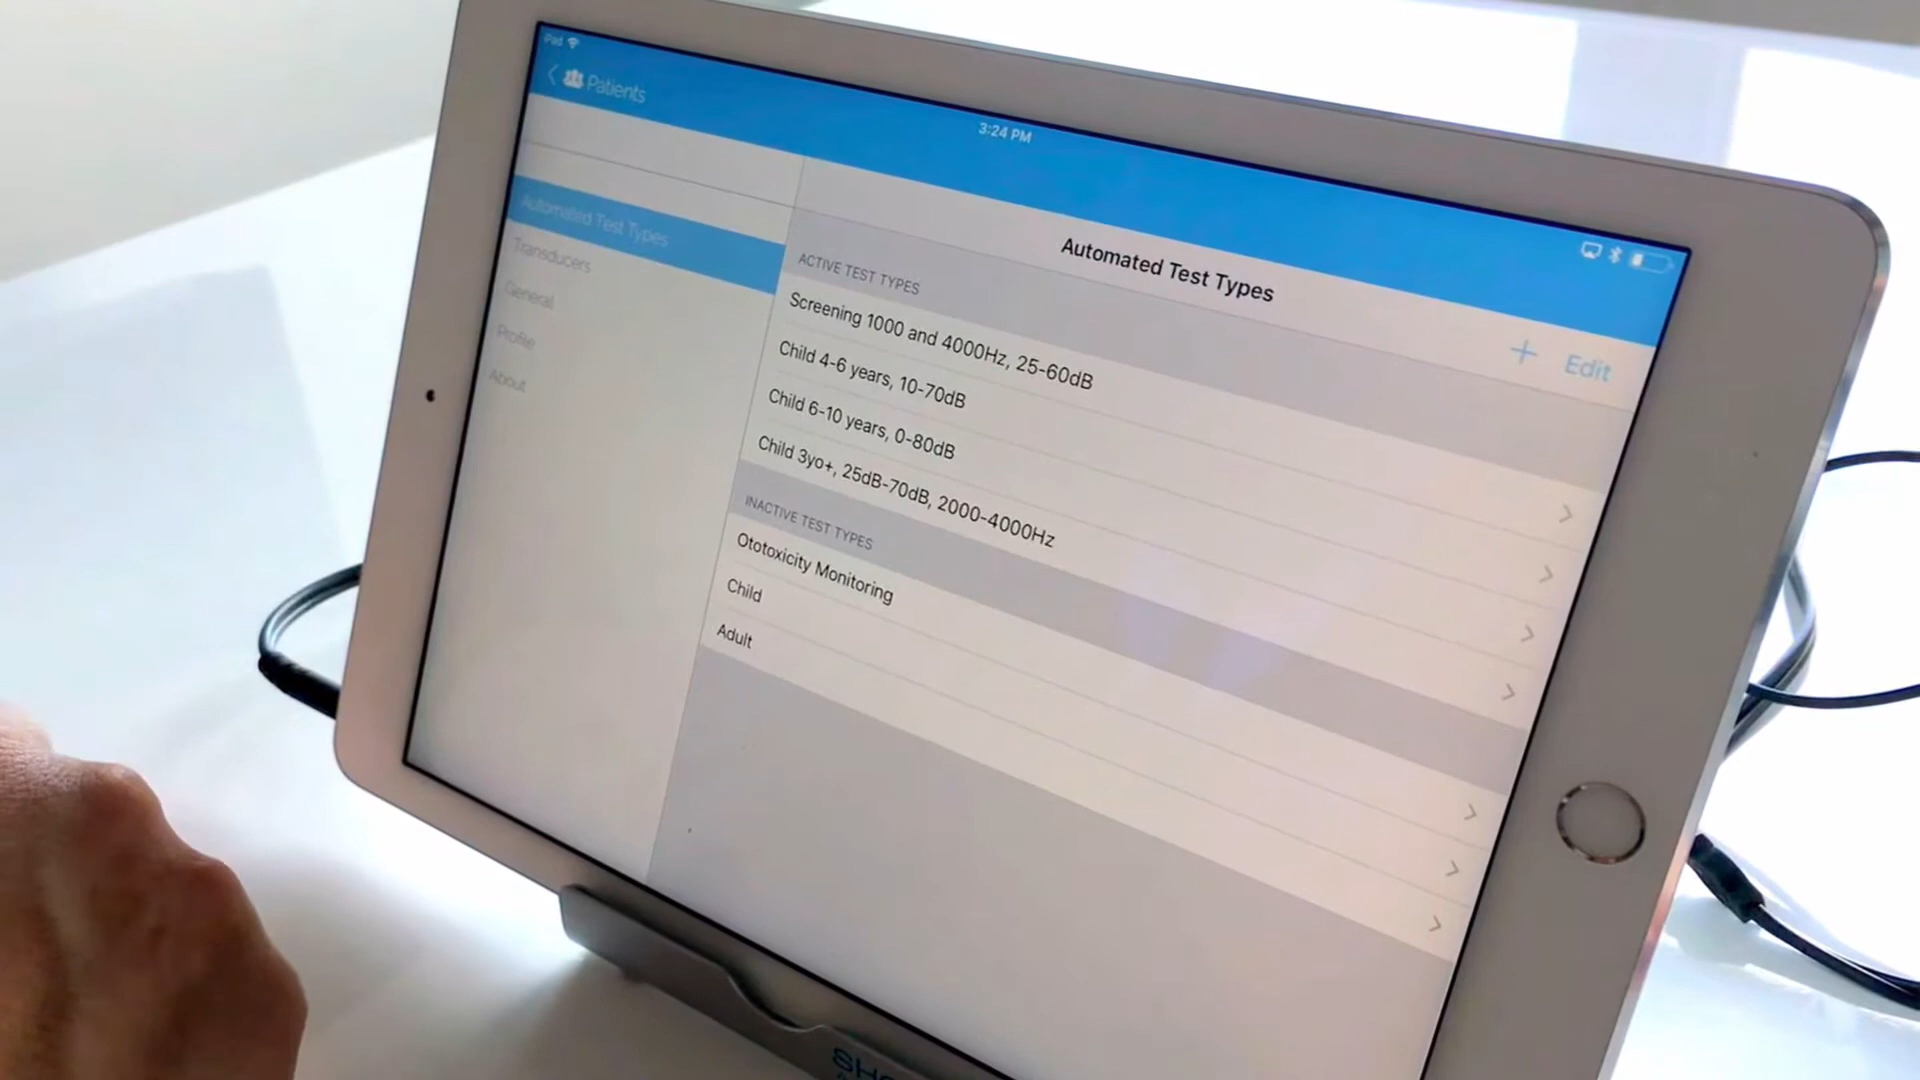 iPad
Patients
3:24 PM
Automated Test Types
Transducers
General
Profile
About
Automated Test Types
Edit
ACTIVE TEST TYPES
Screening 1000 and 4000Hz, 25-60dB
Child 4-6 years, 10-70dB
Child 6-10 years, 0-80dB
Child 3yo+, 25dB-70dB, 2000-4000Hz
INACTIVE TEST TYPES
Ototoxicity Monitoring
Child
Adult